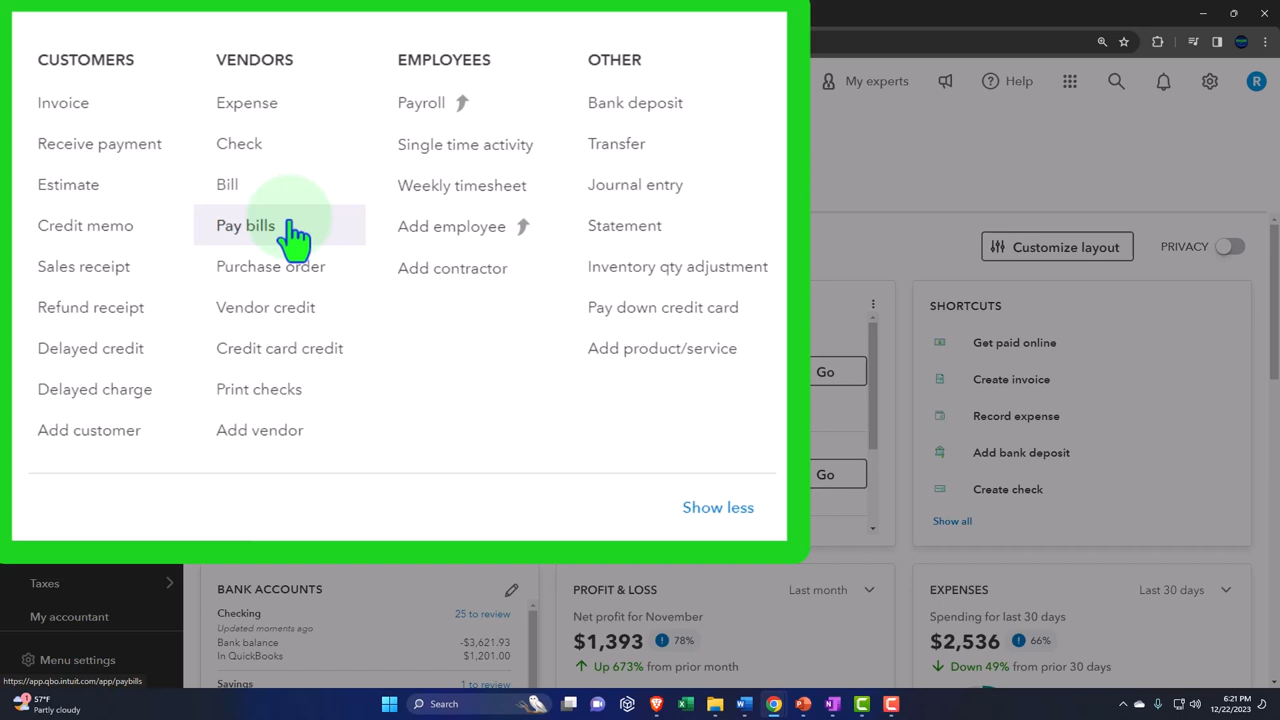 CUSTOMERS
Invoice
Receive payment
Estimate
Credit memo
Sales receipt
Refund receipt
Delayed credit
Delayed charge
Add customer
VENDORS
Expense
Check
Bill
Pay bills
Purchase order
Vendor credit
Credit card credit
Print checks
Add vendor
EMPLOYEES
Payroll
Single time activity
Weekly timesheet
Add employee
Add contractor
OTHER
Bank deposit
Transfer
Journal entry
Statement
Inventory qty adjustment
Pay down credit card
Add product/service
Show less
My experts
Help
R
Customize layout
PRIVACY
Go
Go
SHORTCUTS
Get paid online
Create invoice
Record expense
Add bank deposit
Create check
Show all
Taxes
My accountant
Menu settings
https://app.qbo.intuit.com/app/paybills
BANK ACCOUNTS
Checking 25 to review
Updated moments ago
Bank balance -$3,621.93
In QuickBooks $1,201.00
Savings 1 to review
PROFIT & LOSS Last month
Net profit for November
$1,393 78%
Up 673% from prior month
EXPENSES Last 30 days
Spending for last 30 days
$2,536 66%
Down 49% from prior 30 days
57°F
Partly cloudy
Search
6:21 PM
12/22/2023